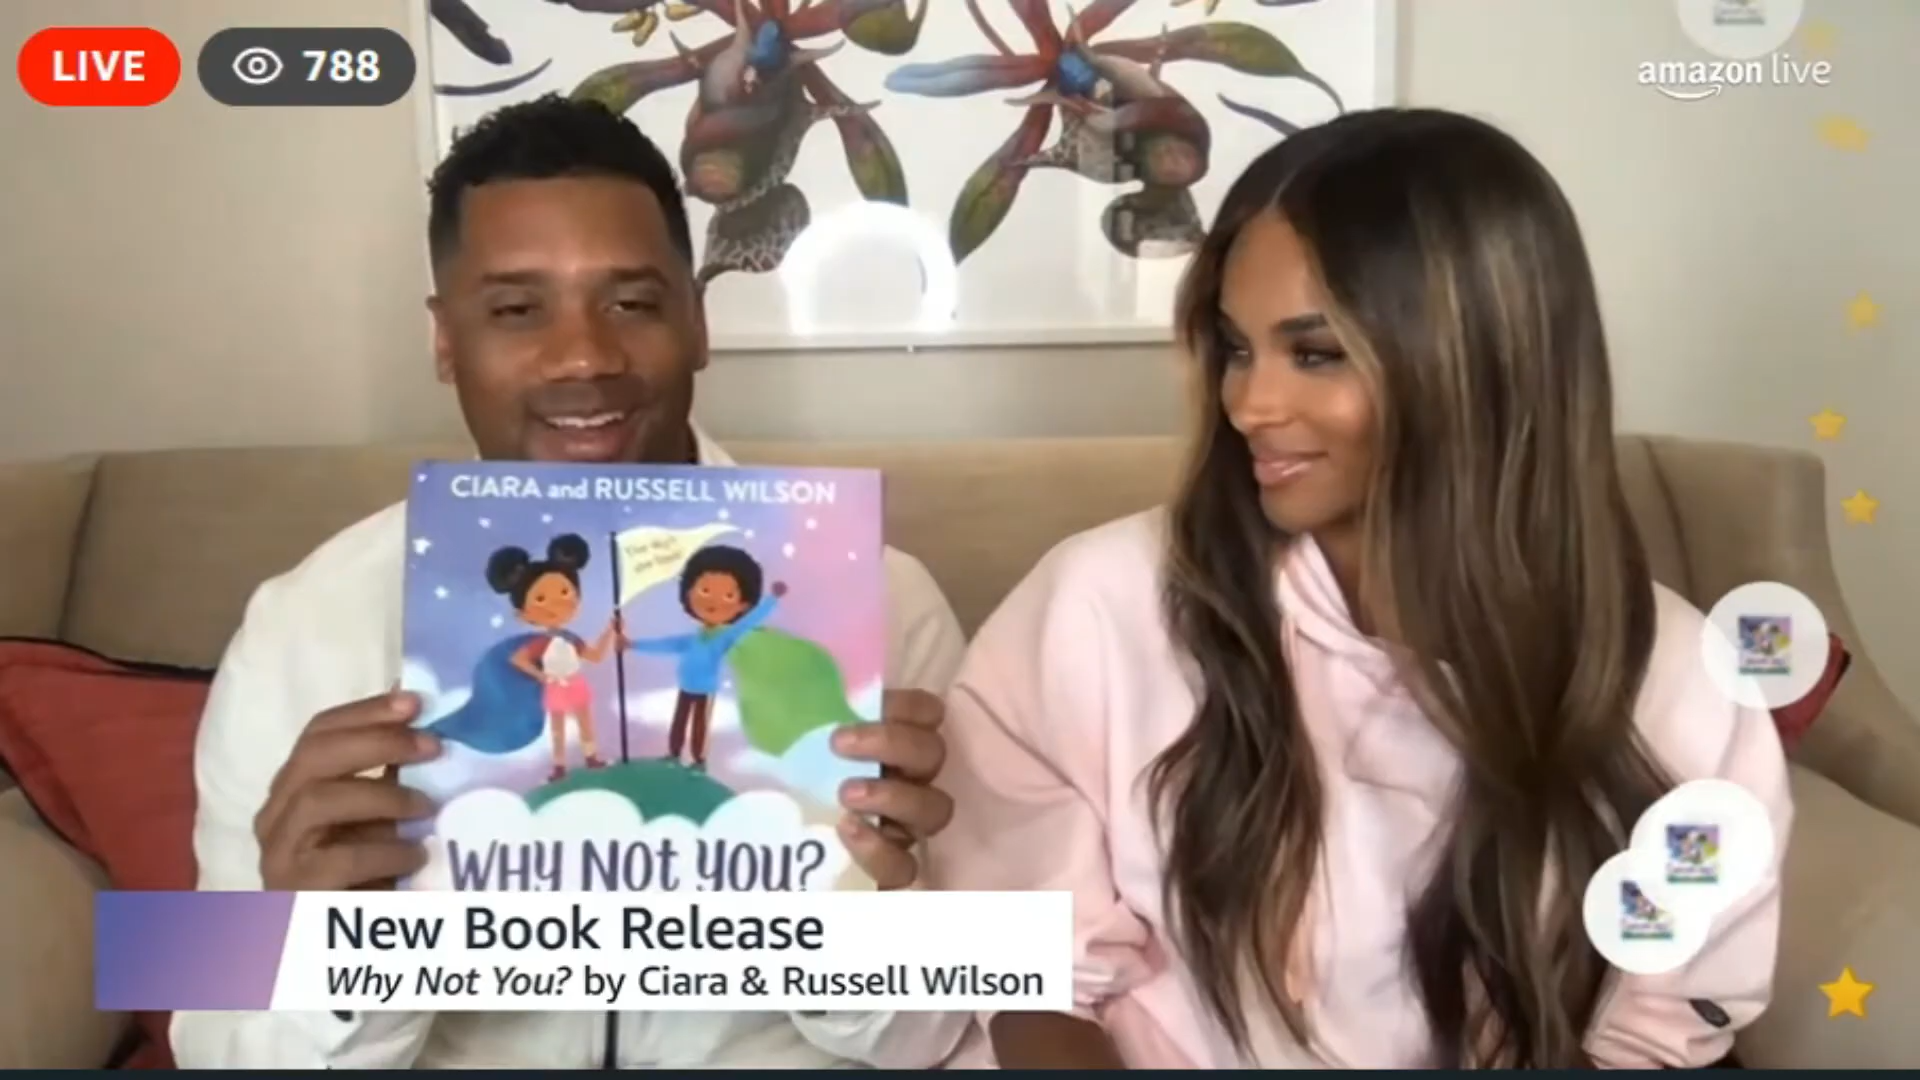 LIVE
788
amazon live
CIARA and RUSSELL WILSON
WHY NOt YOU?
New Book Release
Why Not You? by Ciara & Russell Wilson